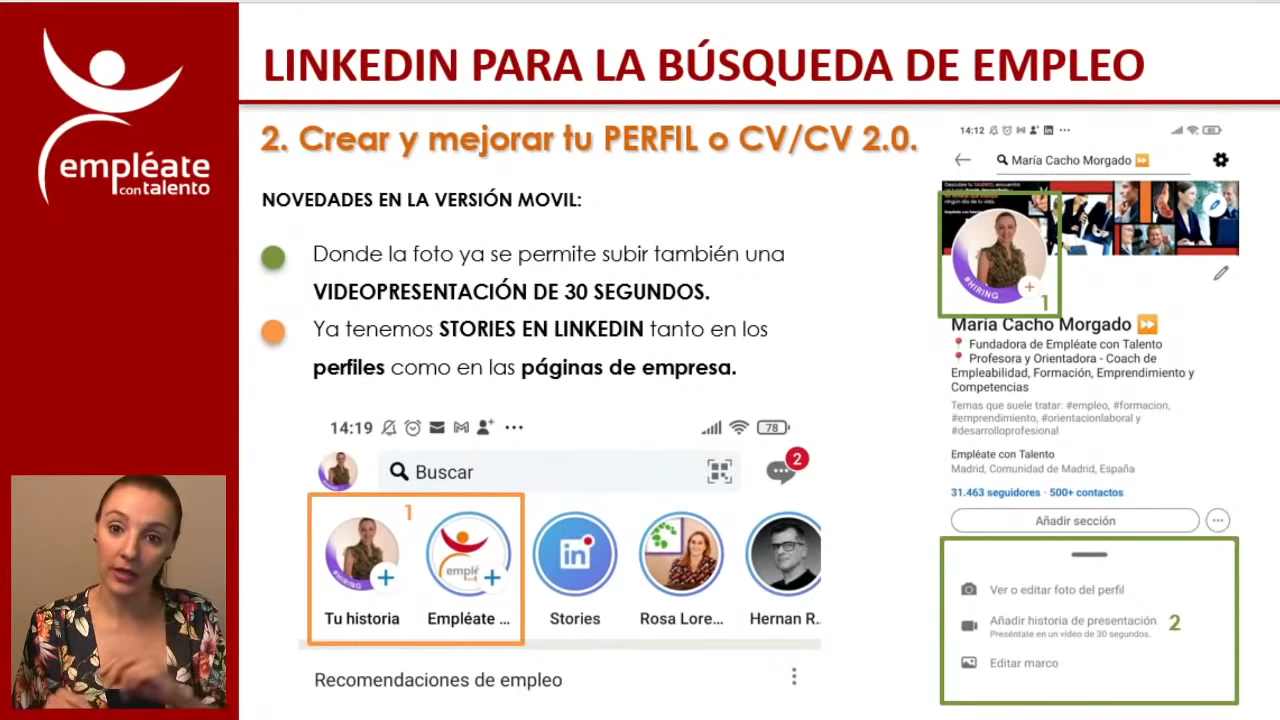 empléate
con talento
LINKEDIN PARA LA BÚSQUEDA DE EMPLEO
2. Crear y mejorar tu PERFIL o CV/CV 2.0.
NOVEDADES EN LA VERSIÓN MOVIL:
Donde la foto ya se permite subir también una
VIDEOPRESENTACIÓN DE 30 SEGUNDOS.
Ya tenemos STORIES EN LINKEDIN tanto en los
perfiles como en las páginas de empresa.
14:19
78
Buscar
2
1
#HIRING
Tu historia
empl
Empléate ...
in
Stories
Rosa Lore...
Hernan R.
Recomendaciones de empleo
14:12
María Cacho Morgado
#HIRING
1
María Cacho Morgado
Fundadora de Empléate con Talento
Profesora y Orientadora - Coach de
Empleabilidad, Formación, Emprendimiento y
Competencias
Temas que suele tratar: #empleo, #formacion,
#emprendimiento, #orientacionlaboral y
#desarrolloprofesional
Empléate con Talento
Madrid, Comunidad de Madrid, España
31.463 seguidores · 500+ contactos
Añadir sección
Ver o editar foto del perfil
Añadir historia de presentación
Preséntate en un vídeo de 30 segundos.
2
Editar marco